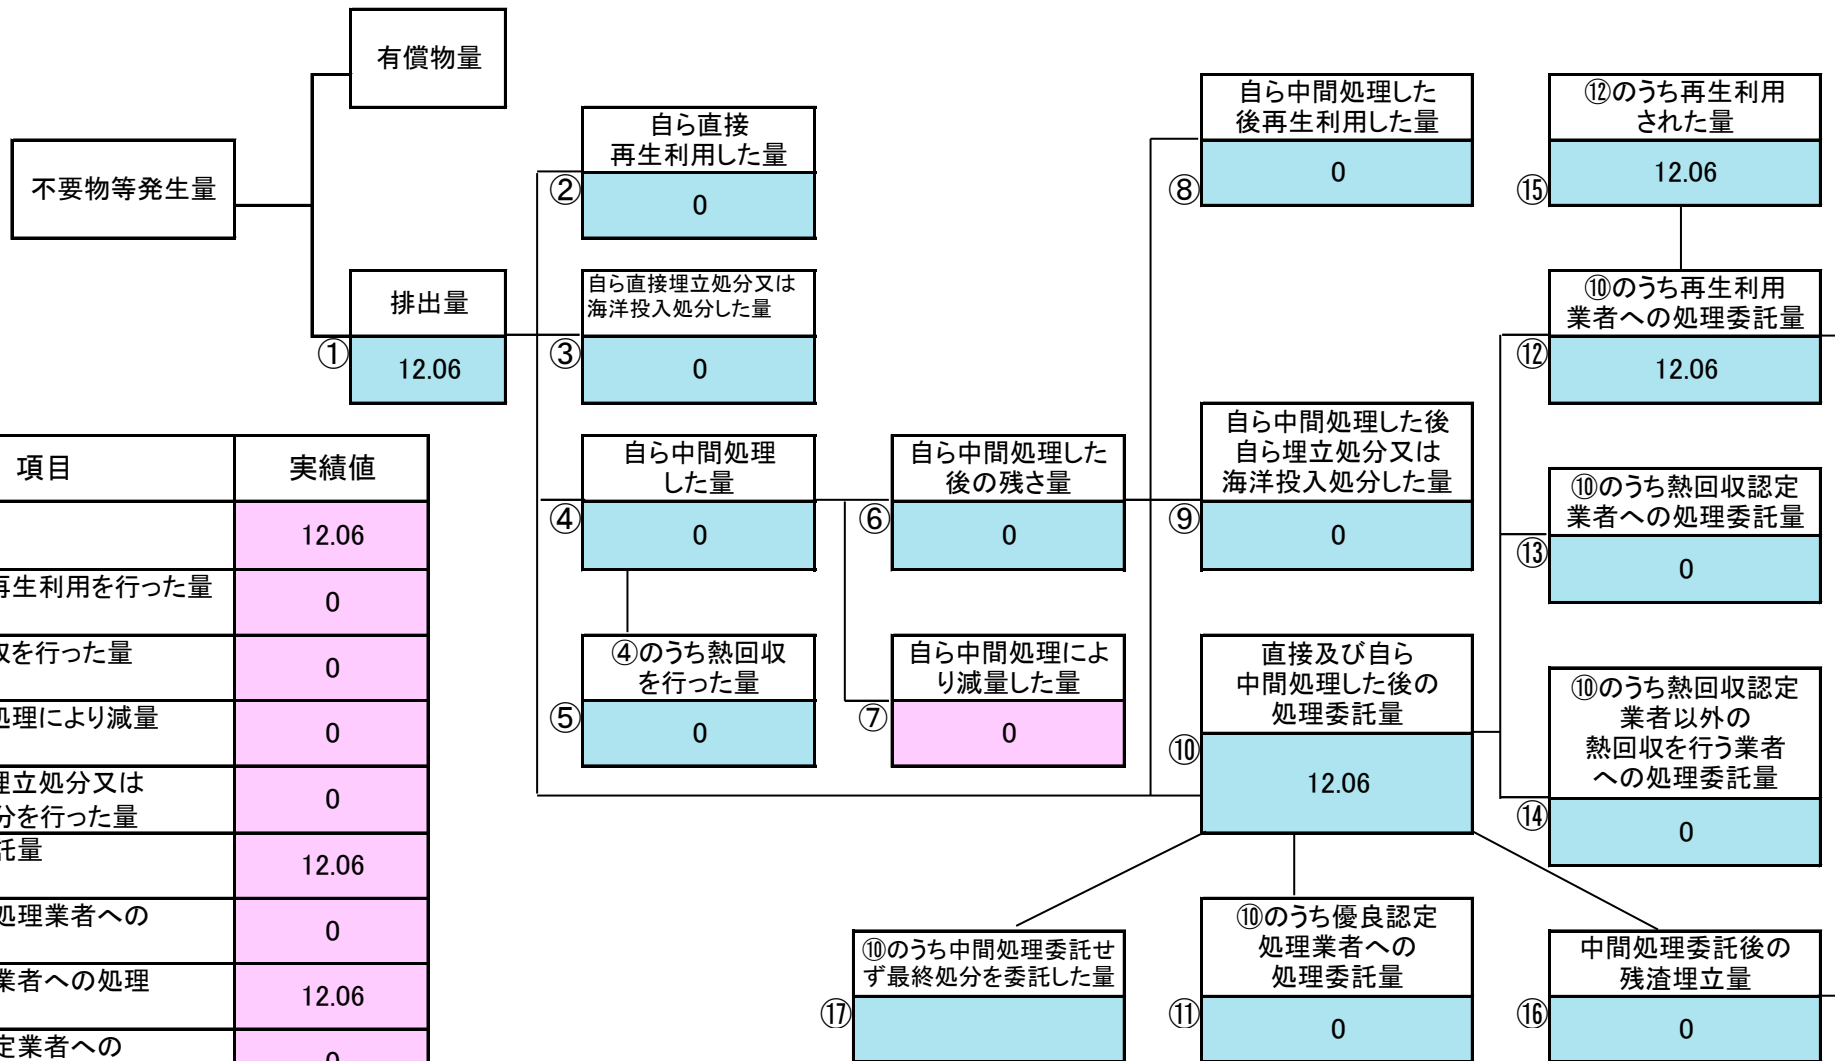 有償物量
不要物等発生量
排出量
①
12.06
自ら直接
再生利用した量
②
0
自ら直接埋立処分又は
海洋投入処分した量
③
0
自ら中間処理
した量
④
0
④のうち熱回収
を行った量
⑤
0
自ら中間処理した
後の残さ量
⑥
0
自ら中間処理によ
り減量した量
⑦
0
自ら中間処理した
後再生利用した量
⑧
0
自ら中間処理した後
自ら埋立処分又は
海洋投入処分した量
⑨
0
直接及び自ら
中間処理した後の
処理委託量
⑩
12.06
⑫のうち再生利用
された量
⑮
12.06
⑩のうち再生利用
業者への処理委託量
⑫
12.06
⑩のうち熱回収認定
業者への処理委託量
⑬
0
⑩のうち熱回収認定
業者以外の
熱回収を行う業者
への処理委託量
⑭
0
⑩のうち中間処理委託せ
ず最終処分を委託した量
⑰
⑩のうち優良認定
処理業者への
処理委託量
⑪
0
中間処理委託後の
残渣埋立量
⑯
0
項目 実績値
12.06
再生利用を行った量
0
収を行った量
0
処理により減量
0
埋立処分又は
分を行った量
0
託量
12.06
処理業者への
0
業者への処理
12.06
定業者への
0